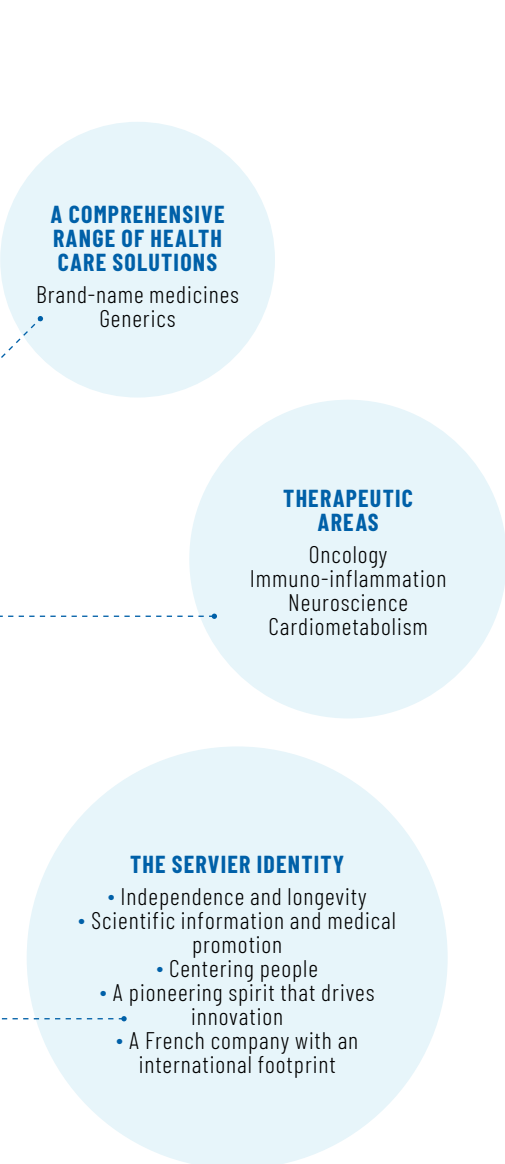 A COMPREHENSIVE
RANGE OF HEALTH
CARE SOLUTIONS
Brand-name medicines
Generics
THERAPEUTIC
AREAS
Oncology
Immuno-inflammation
Neuroscience
Cardiometabolism
THE SERVIER IDENTITY
• Independence and longevity
• Scientific information and medical
promotion
• Centering people
• A pioneering spirit that drives
innovation
• A French company with an
international footprint